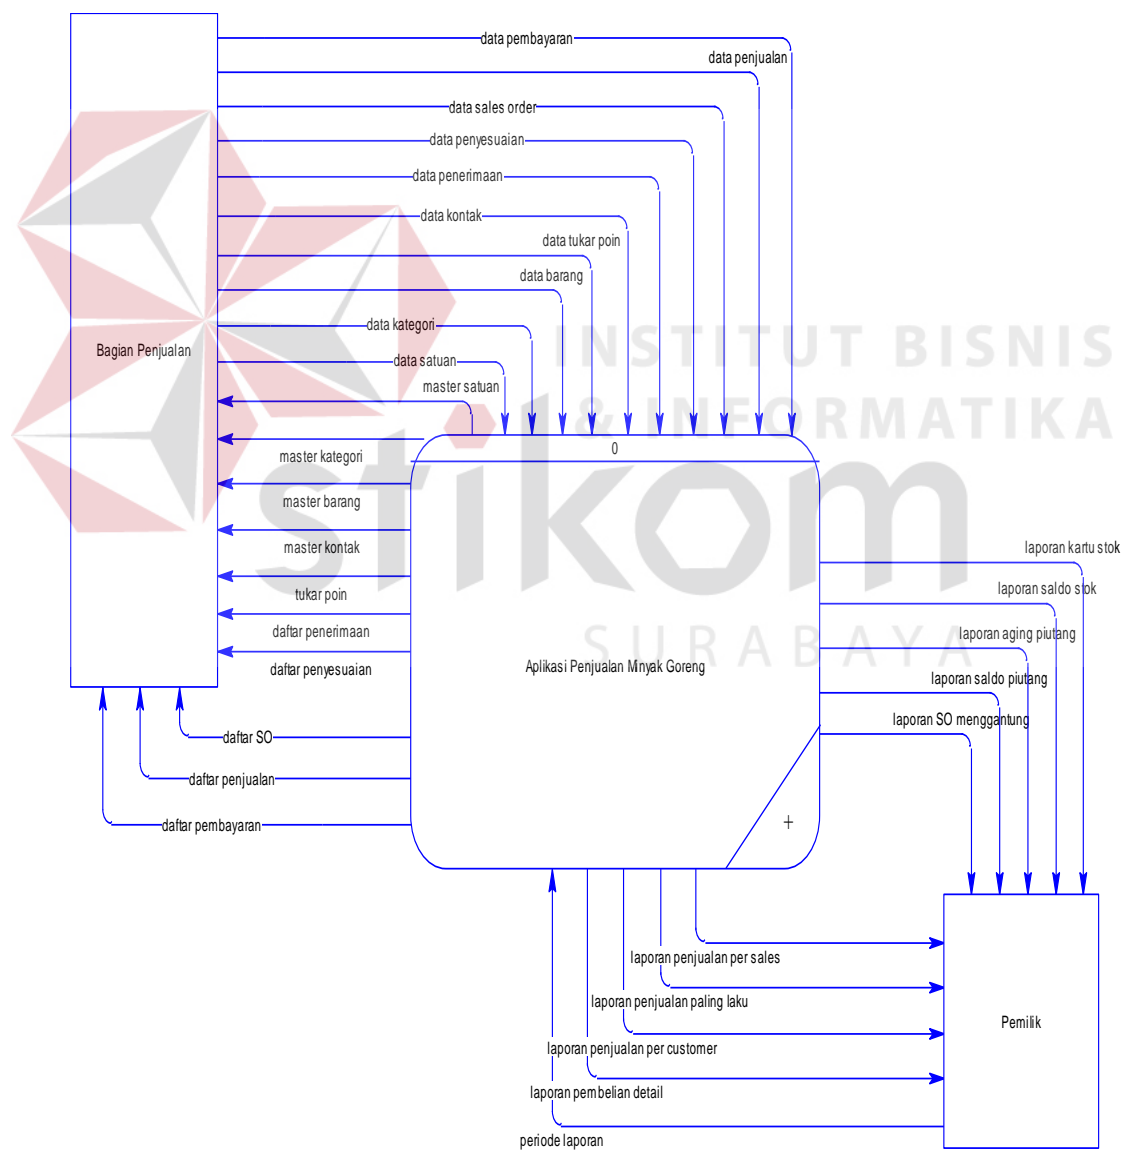 data pembayaran
data penjualan
data sales order
data penyesuaian
data penerimaan
data kontak
data tukar poin
data barang
data kategori
data satuan
master satuan
Bagian Penjualan
INSTITUT BISNIS
& INFORMATIKA
stikom
SURABAYA
master kategori
master barang
master kontak
tukar poin
daftar penerimaan
daftar penyesuaian
daftar SO
daftar penjualan
daftar pembayaran
0
Aplikasi Penjualan Minyak Goreng
+
laporan kartu stok
laporan saldo stok
laporan aging piutang
laporan saldo piutang
laporan SO menggantung
laporan penjualan per sales
laporan penjualan paling laku
laporan penjualan per customer
laporan pembelian detail
periode laporan
Pemilik